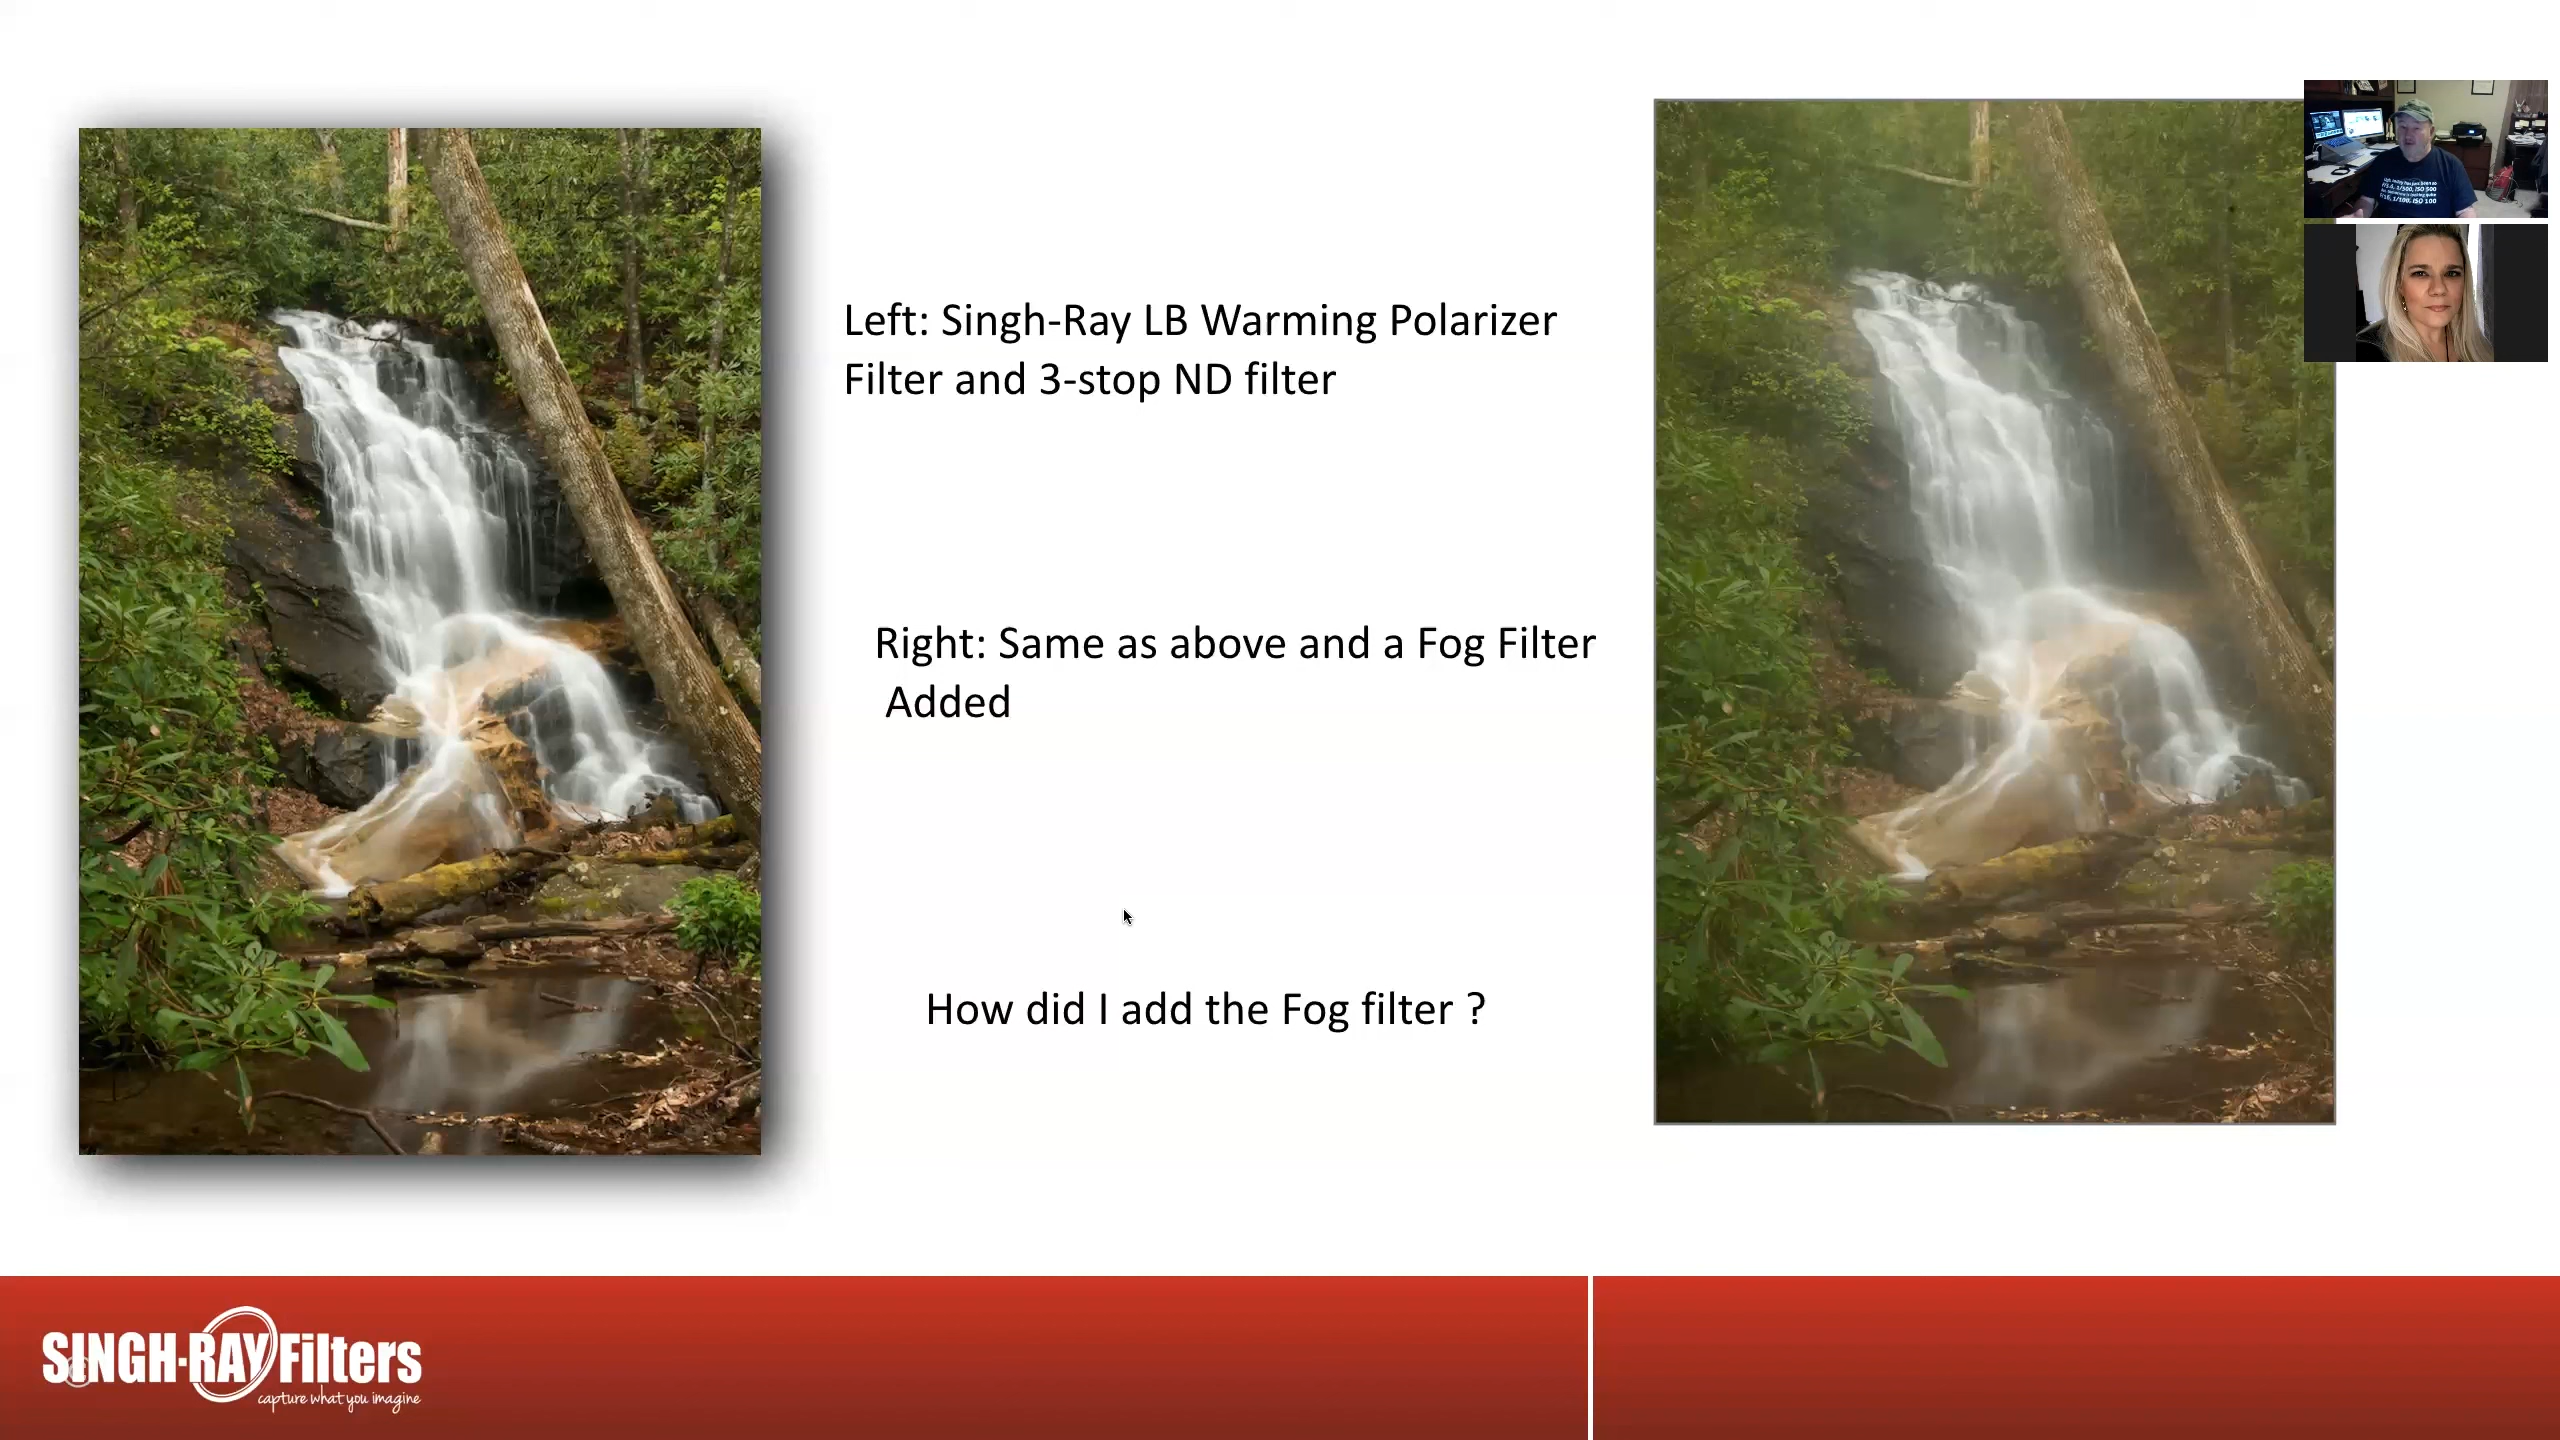 Left: Singh-Ray LB Warming Polarizer
Filter and 3-stop ND filter
Right: Same as above and a Fog Filter
Added
How did I add the Fog filter ?
SINGH-RAY Filters
capture what you imagine